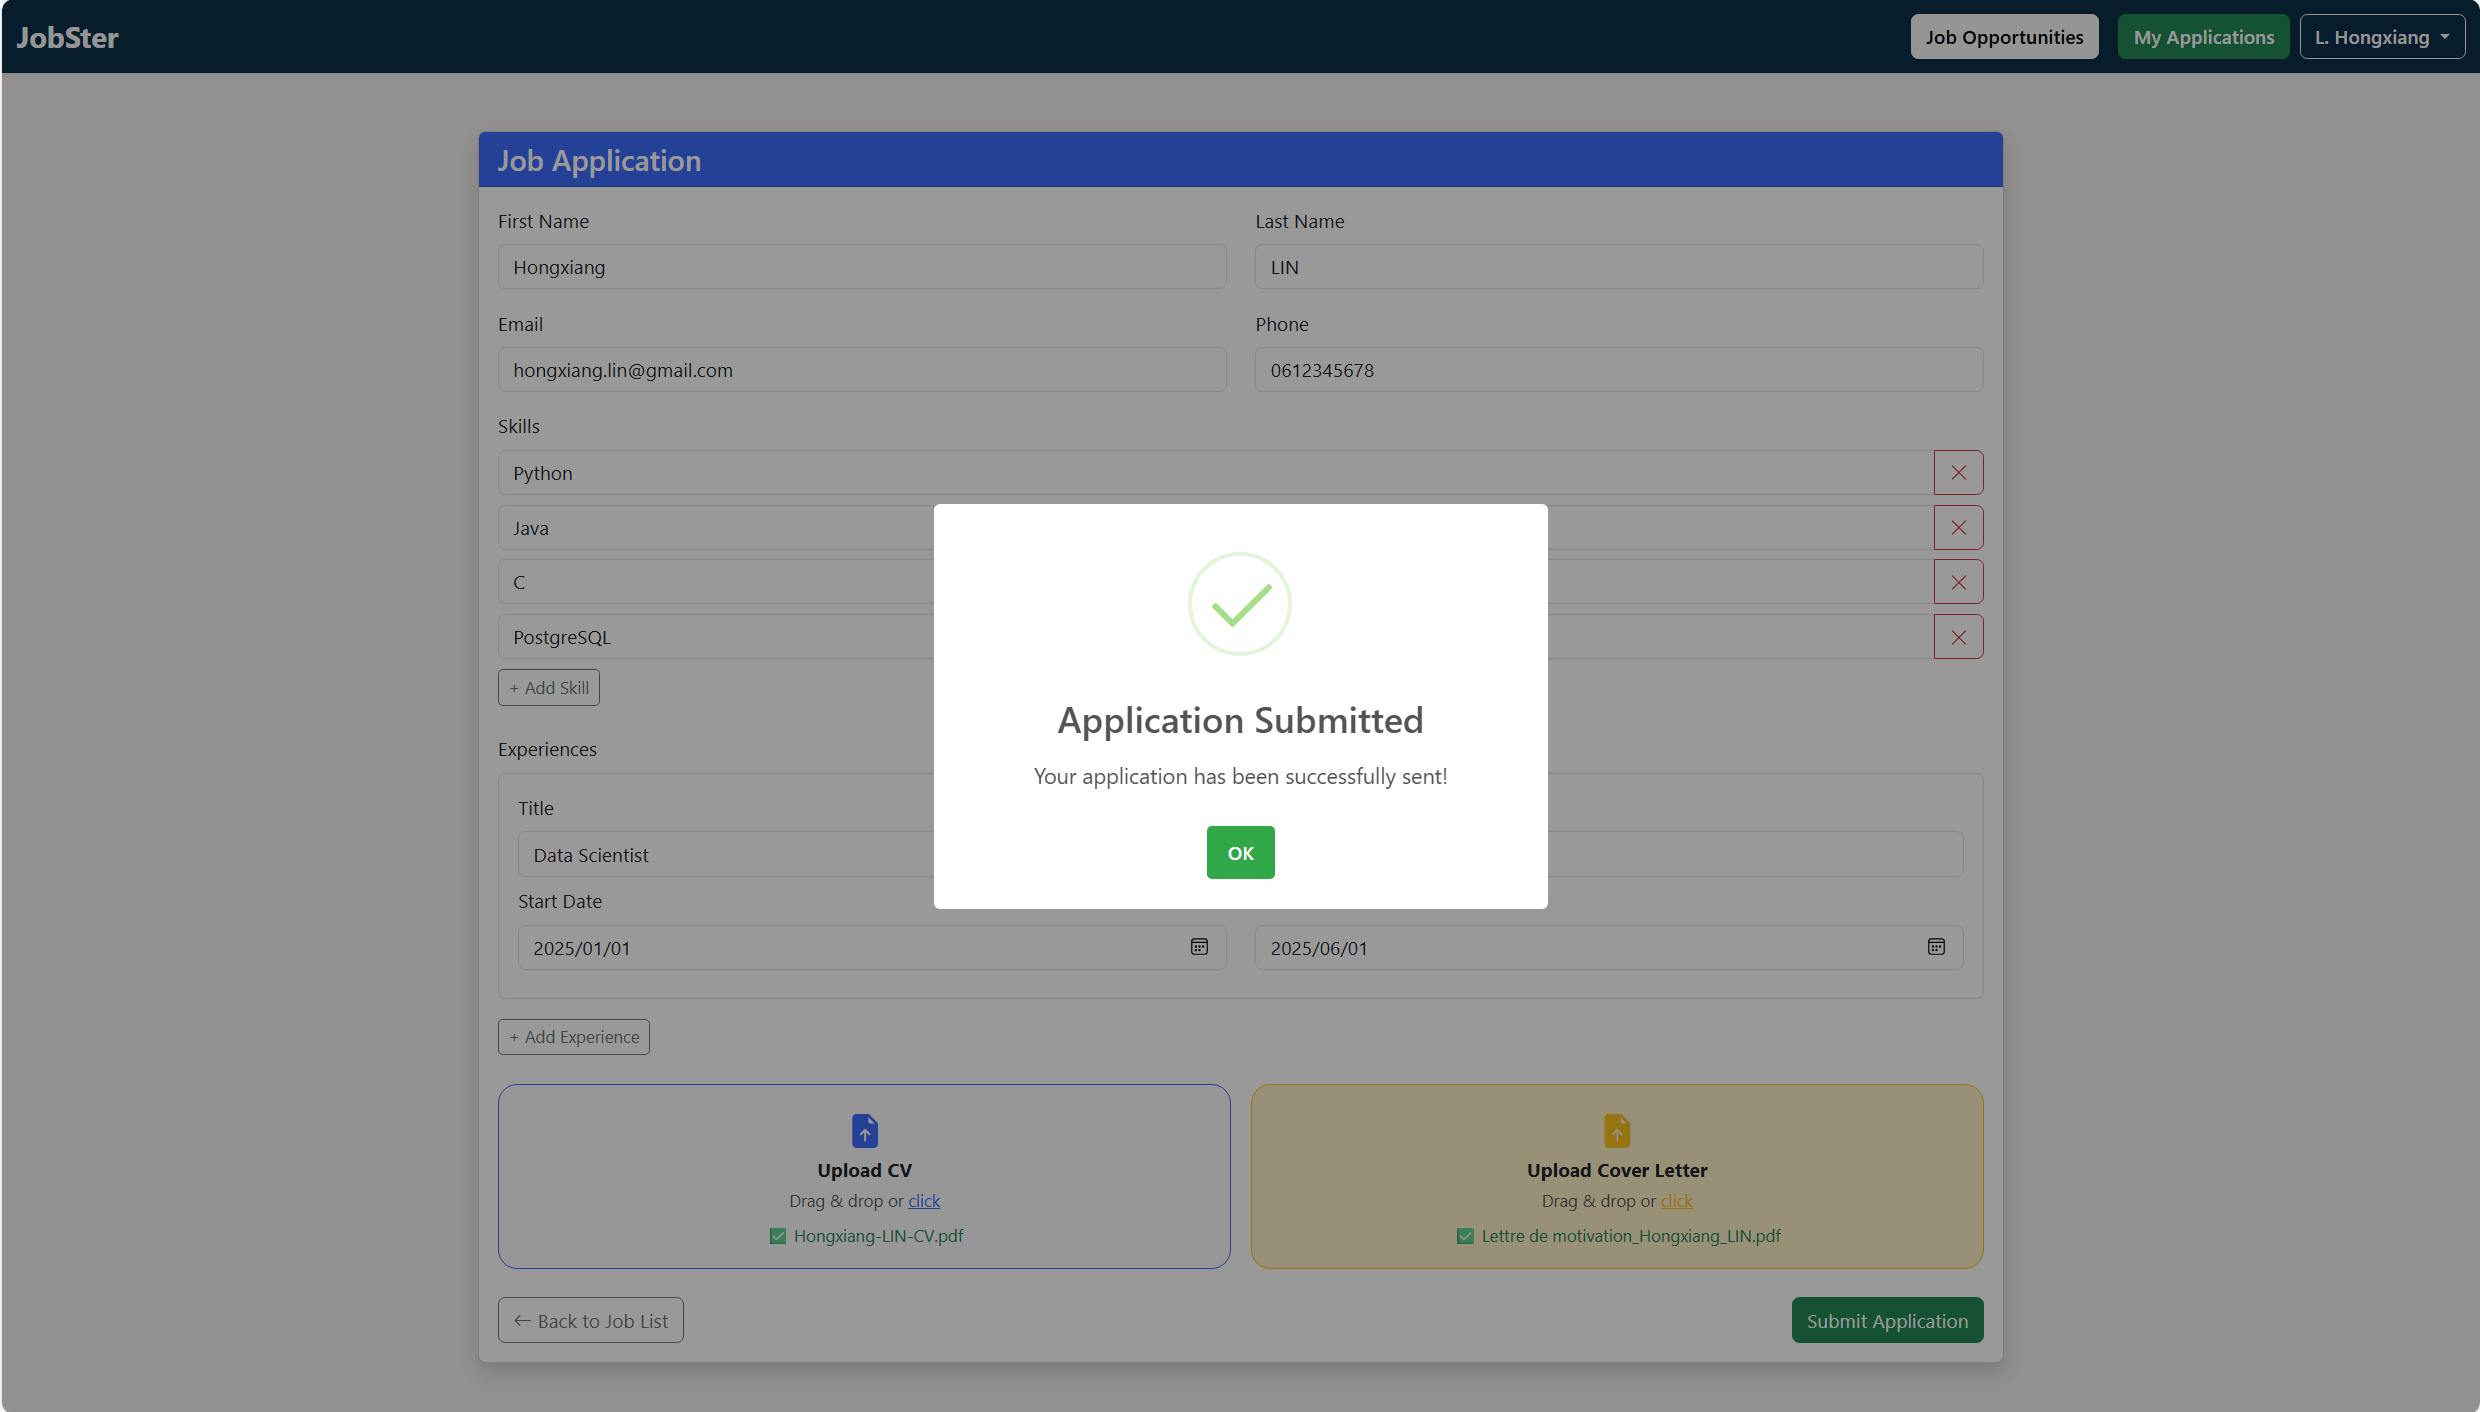 JobSter
Job Opportunities
My Applications
L. Hongxiang
Job Application
First Name
Last Name
Hongxiang
LIN
Email
Phone
hongxiang.lin@gmail.com
0612345678
Skills
Python
Java
C
PostgreSQL
+ Add Skill
Application Submitted
Your application has been successfully sent!
OK
Experiences
Title
Data Scientist
Start Date
2025/01/01
2025/06/01
+ Add Experience
Upload CV
Drag & drop or click
Hongxiang-LIN-CV.pdf
Upload Cover Letter
Drag & drop or click
Lettre de motivation_Hongxiang_LIN.pdf
← Back to Job List
Submit Application